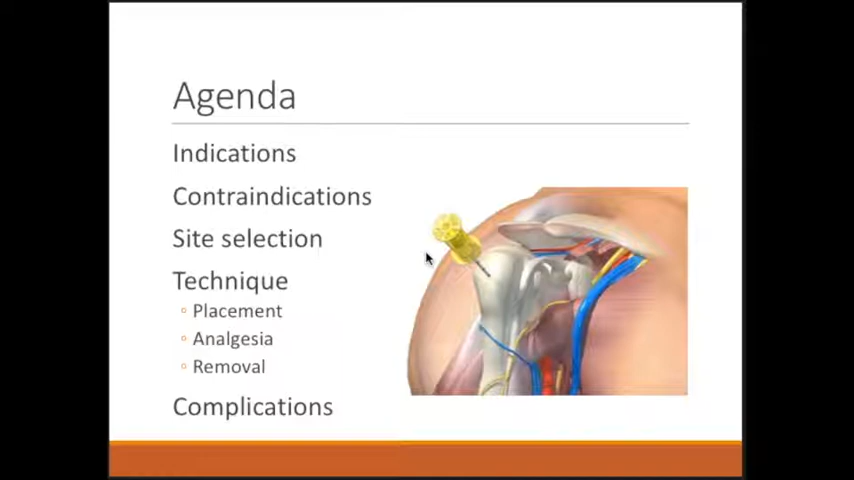 Agenda
Indications
Contraindications
Site selection
Technique
Placement
Analgesia
Removal
Complications